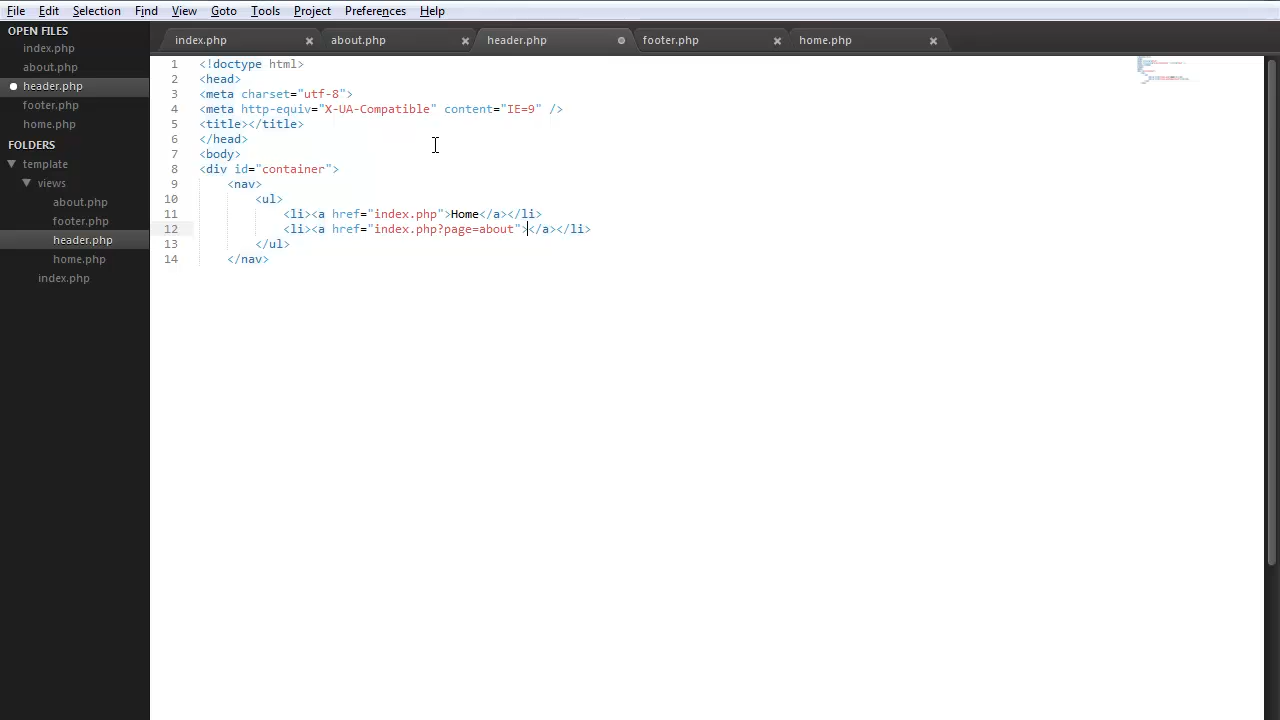 File Edit Selection Find View Goto Tools Project Preferences Help
OPEN FILES
index.php
about.php
header.php
footer.php
home.php
FOLDERS
template
views
about.php
footer.php
header.php
home.php
index.php
index.php about.php header.php footer.php home.php
1 <!doctype html>
2 <head>
3 <meta charset="utf-8">
4 <meta http-equiv="X-UA-Compatible" content="IE=9" />
5 <title></title>
6 </head>
7 <body>
8 <div id="container">
9 <nav>
10 <ul>
11 <li><a href="index.php">Home</a></li>
12 <li><a href="index.php?page=about"></a></li>
13 </ul>
14 </nav>